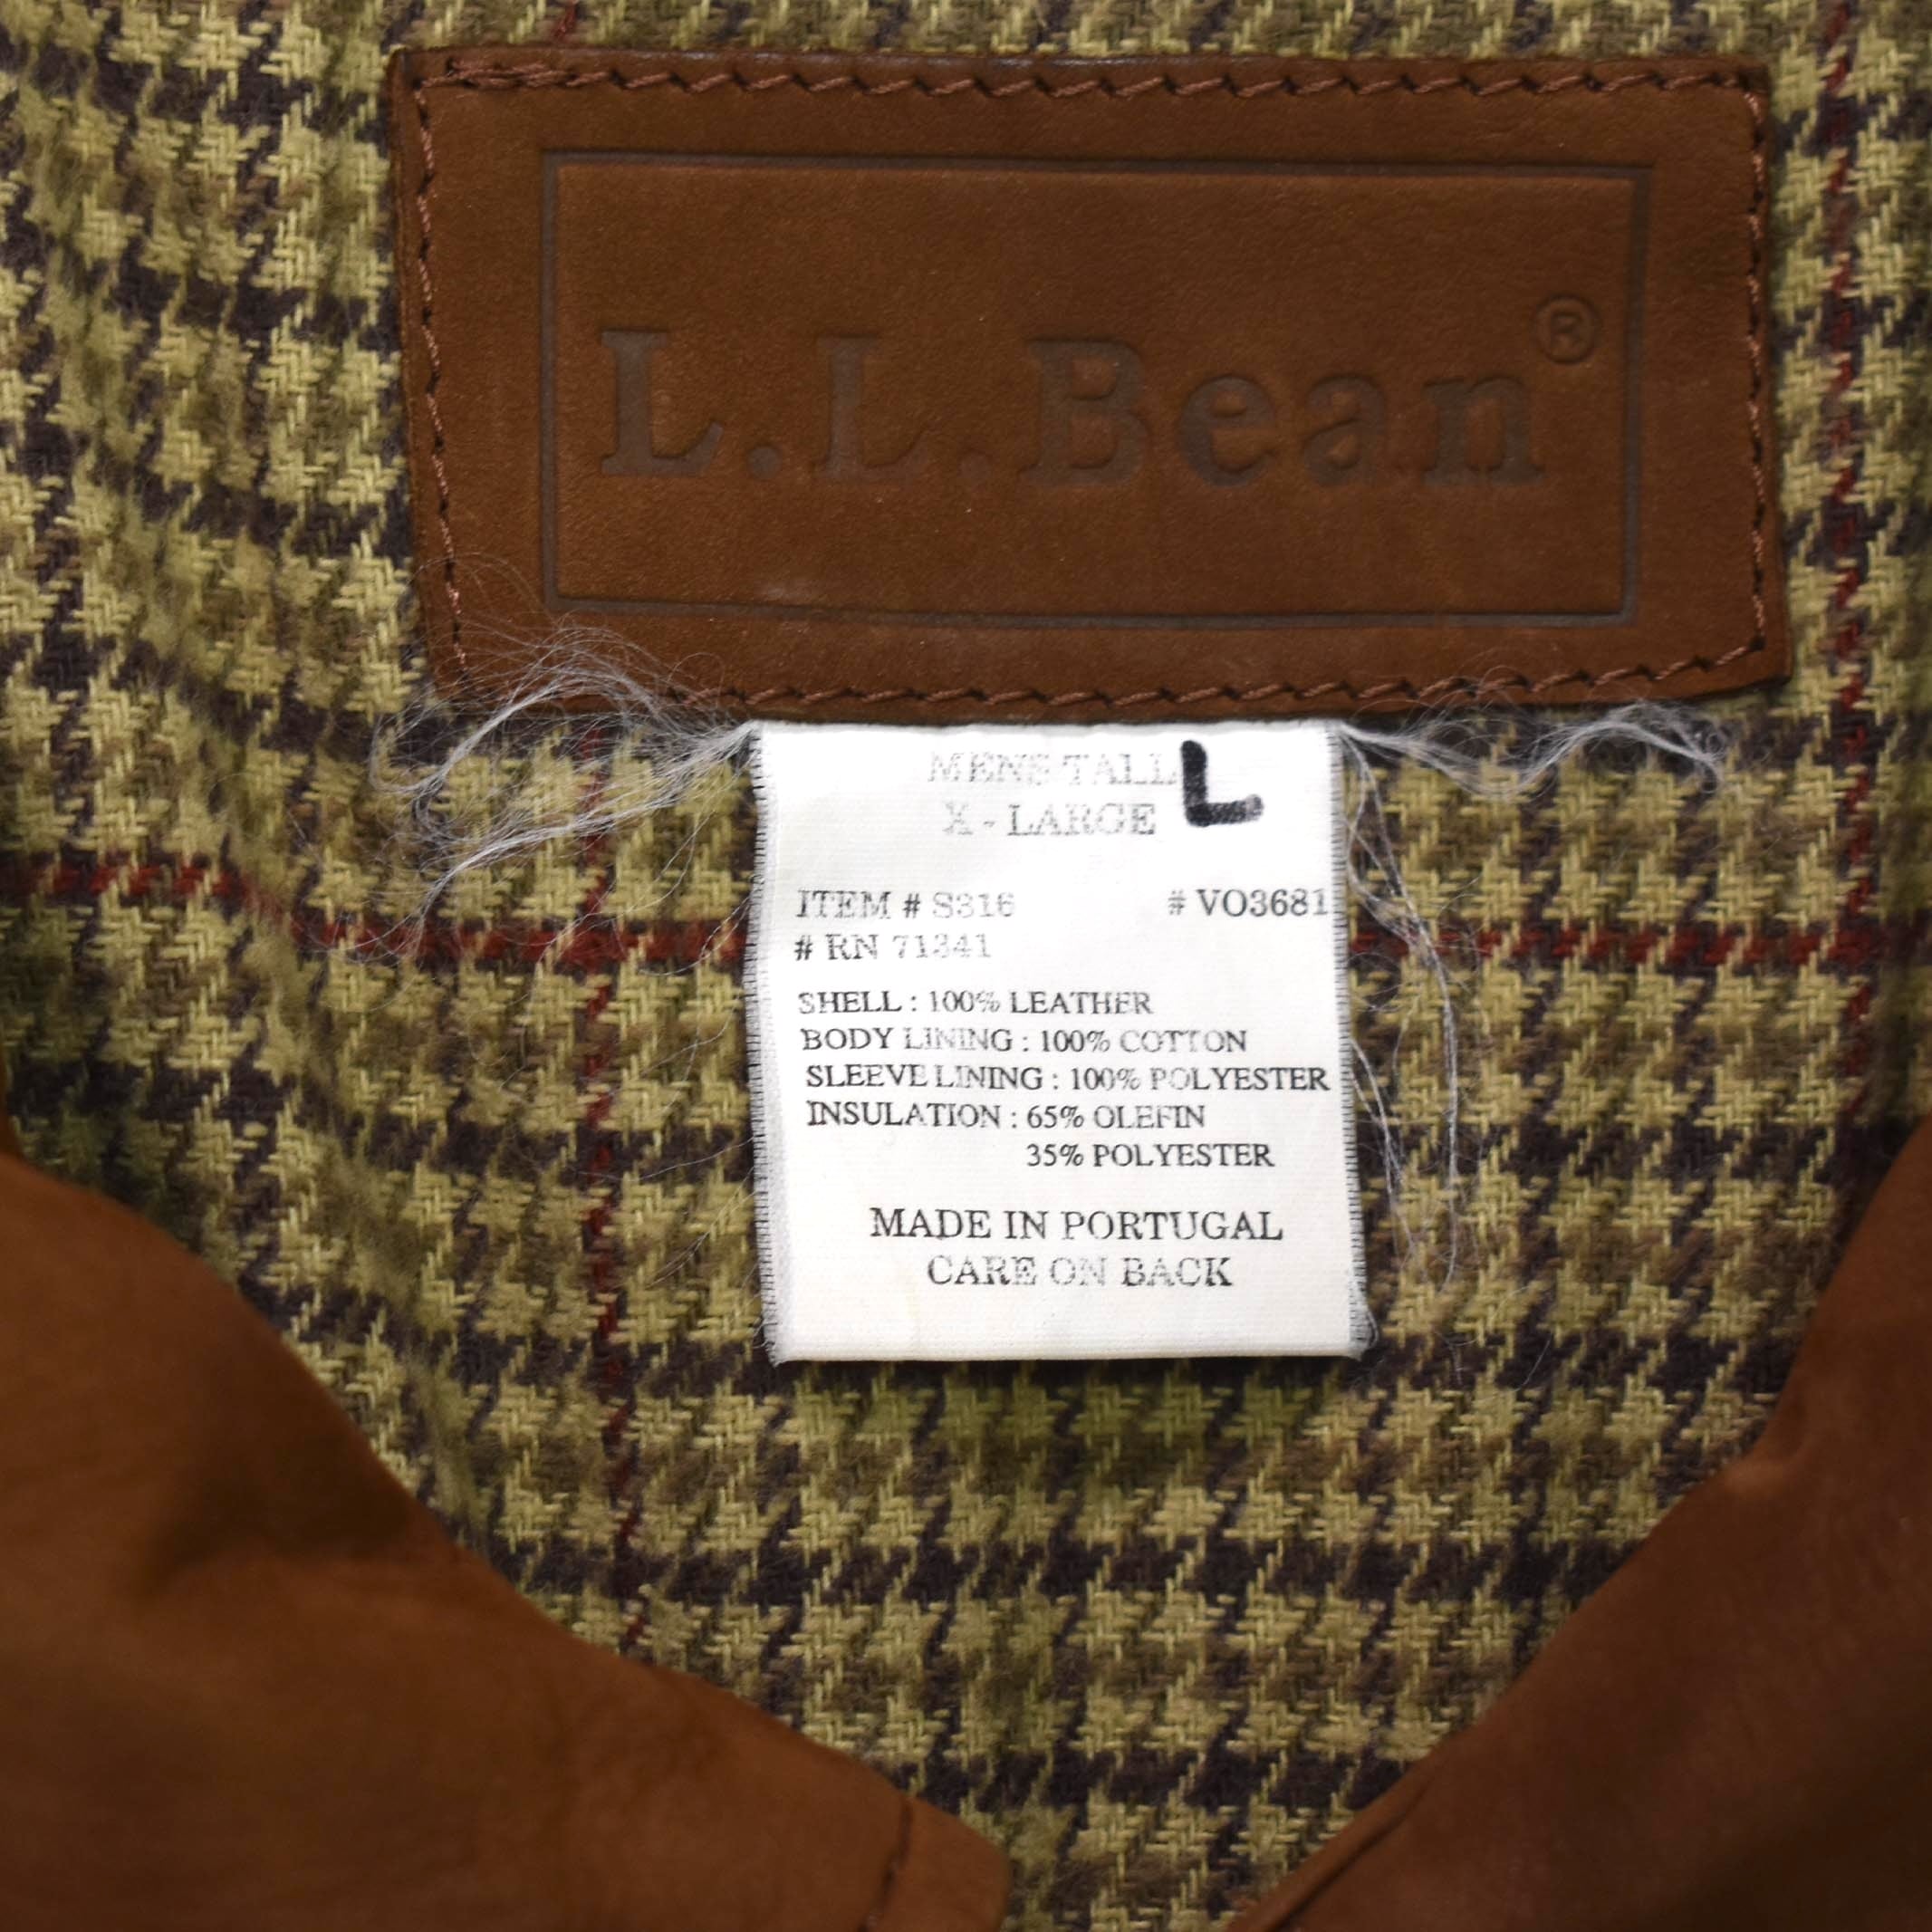 L.L.Bean®
MENS TALL L
X - LARGE
ITEM # S316 # VO3681
# RN 71341
SHELL : 100% LEATHER
BODY LINING : 100% COTTON
SLEEVE LINING : 100% POLYESTER
INSULATION : 65% OLEFIN
35% POLYESTER
MADE IN PORTUGAL
CARE ON BACK